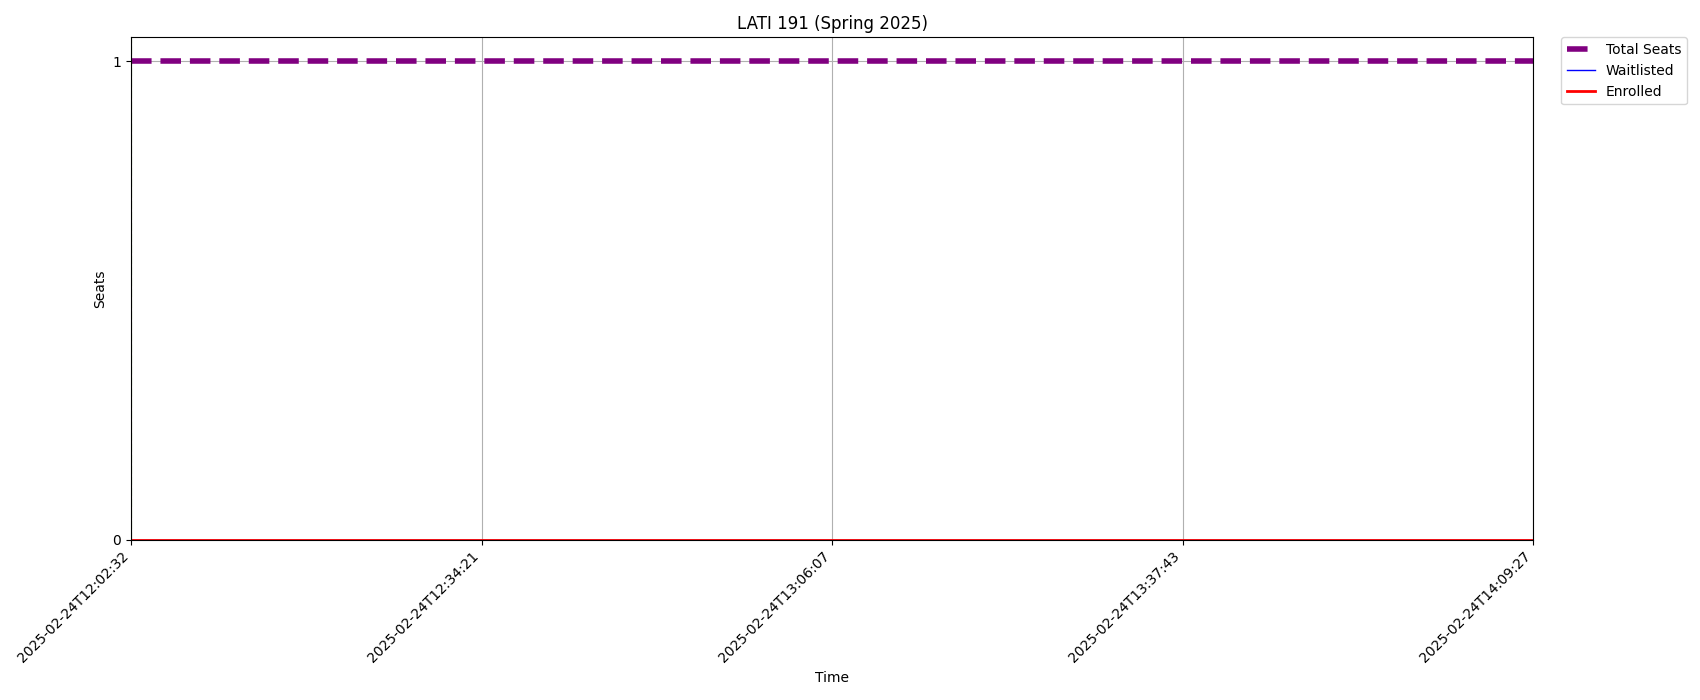 LATI 191 (Spring 2025)
Total Seats
Waitlisted
Enrolled
1
Seats
0
2025-02-24T12:02:32
2025-02-24T12:34:21
2025-02-24T13:06:07
2025-02-24T13:37:43
2025-02-24T14:09:27
Time